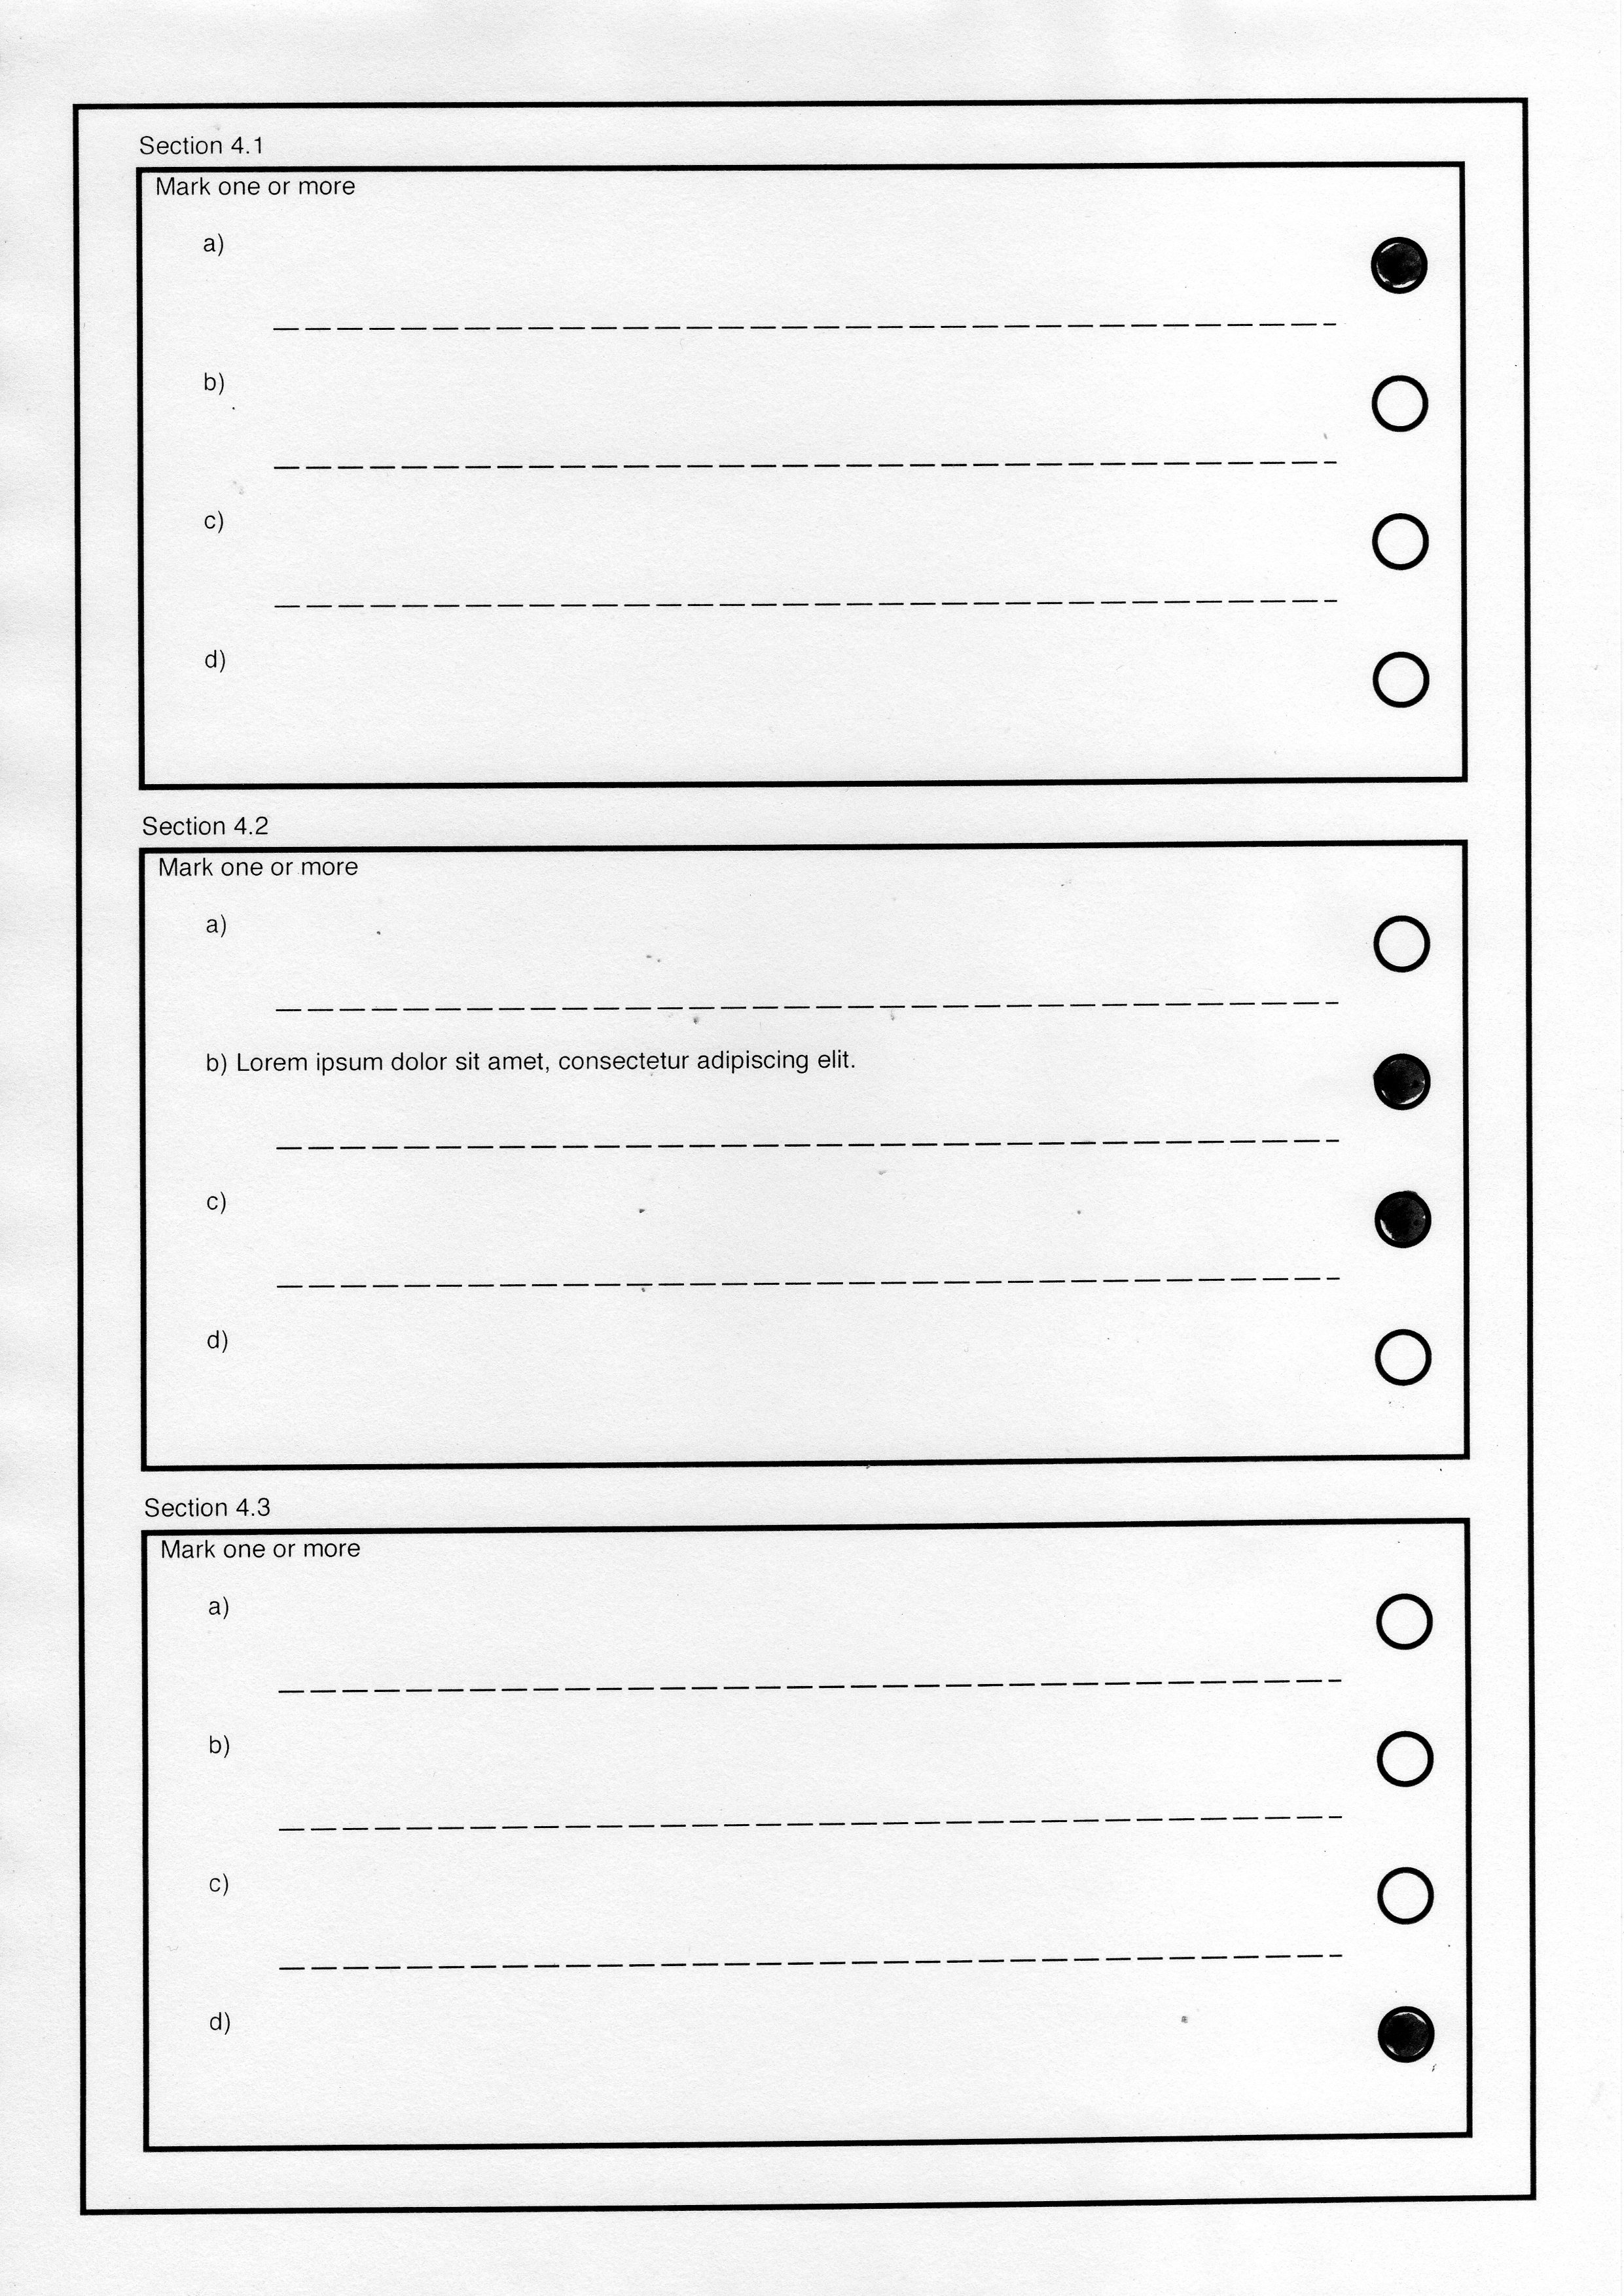 Section 4.1
Mark one or more
a)
b)
c)
d)
Section 4.2
Mark one or more
a)
b) Lorem ipsum dolor sit amet, consectetur adipiscing elit.
c)
d)
Section 4.3
Mark one or more
a)
b)
c)
d)